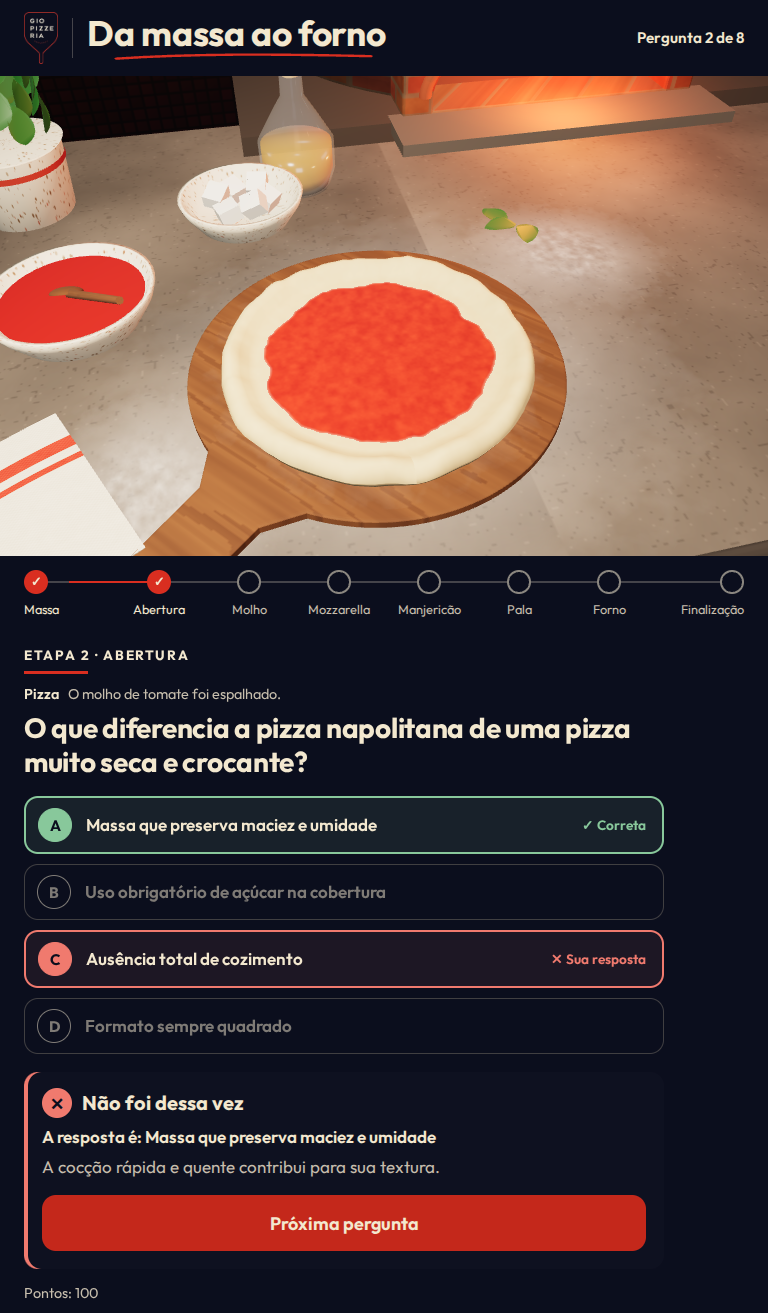 GIO
PIZZE
RIA
Da massa ao forno
Pergunta 2 de 8
✓ ✓
Massa Abertura Molho Mozzarella Manjericão Pala Forno Finalização
ETAPA 2 · ABERTURA
Pizza O molho de tomate foi espalhado.
O que diferencia a pizza napolitana de uma pizza
muito seca e crocante?
A Massa que preserva maciez e umidade ✓ Correta
B Uso obrigatório de açúcar na cobertura
C Ausência total de cozimento ✕ Sua resposta
D Formato sempre quadrado
✕ Não foi dessa vez
A resposta é: Massa que preserva maciez e umidade
A cocção rápida e quente contribui para sua textura.
Próxima pergunta
Pontos: 100